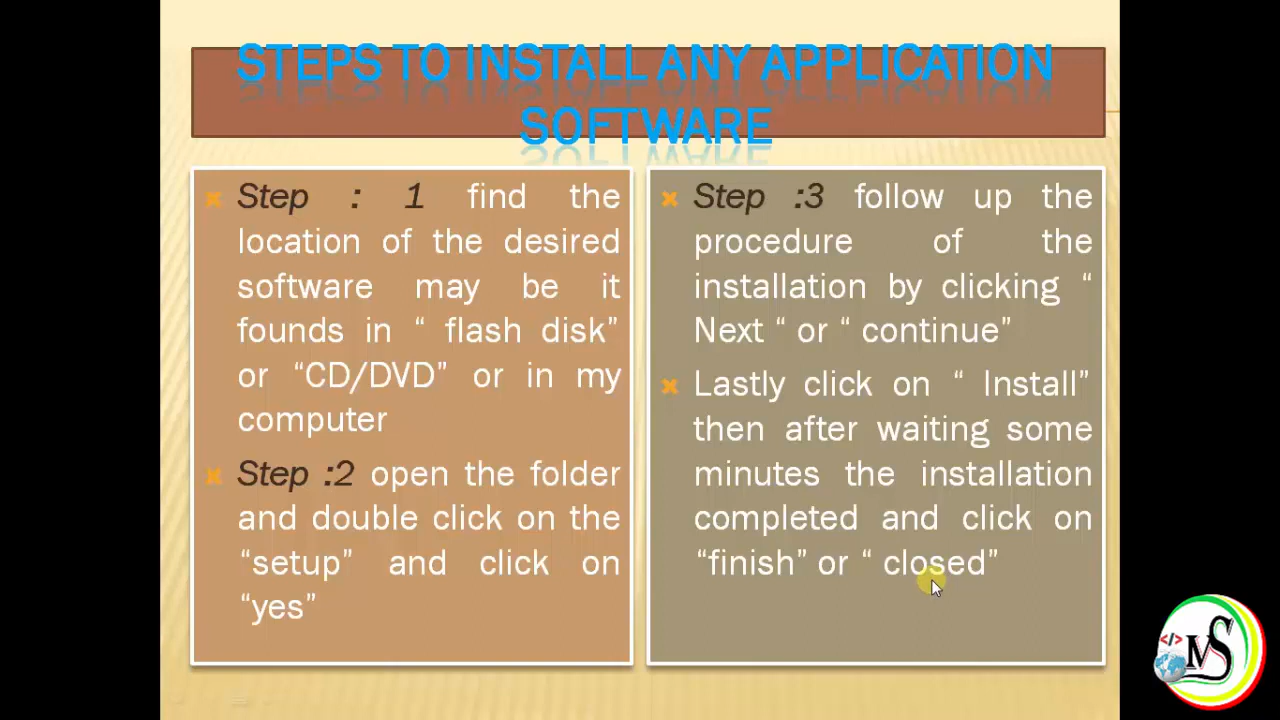 STEPS TO INSTALL ANY APPLICATION
SOFTWARE
Step : 1 find the
location of the desired
software may be it
founds in “ flash disk”
or “CD/DVD” or in my
computer
Step :2 open the folder
and double click on the
“setup” and click on
“yes”
Step :3 follow up the
procedure of the
installation by clicking “
Next “ or “ continue”
Lastly click on “ Install”
then after waiting some
minutes the installation
completed and click on
“finish” or “ closed”
</> MS